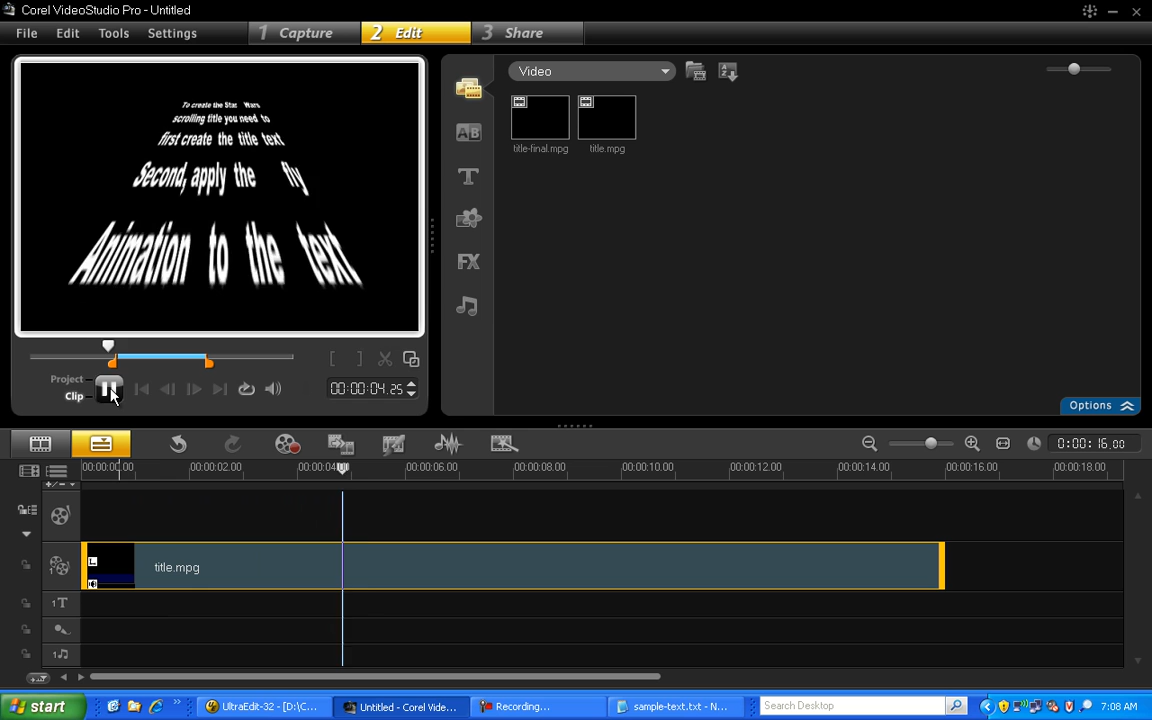 Corel VideoStudio Pro - Untitled
File Edit Tools Settings 1 Capture 2 Edit 3 Share
To create the Star Wars
scrolling title you need to
first create the title text
Second, apply the fly
Animation to the text
Video
title-final.mpg title.mpg
AB
T
FX
Project
Clip
00:00:04.25
Options
0:00:16.00
00:00:00.00 00:00:02.00 00:00:04.00 00:00:06.00 00:00:08.00 00:00:10.00 00:00:12.00 00:00:14.00 00:00:16.00 00:00:18.00
title.mpg
1
1T
1
start UltraEdit-32 - [D:\C... Untitled - Corel Vide... Recording... sample-text.txt - N... Search Desktop 7:08 AM